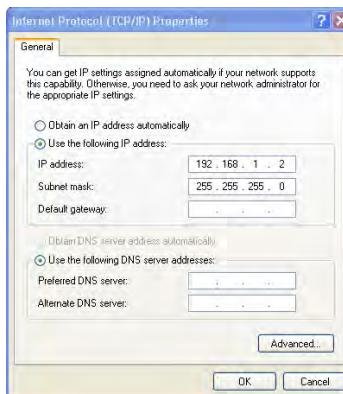 Internet Protocol (TCP/IP) Properties
General
You can get IP settings assigned automatically if your network supports
this capability. Otherwise, you need to ask your network administrator for
the appropriate IP settings.
Obtain an IP address automatically
Use the following IP address:
IP address: 192 . 168 . 1 . 2
Subnet mask: 255 . 255 . 255 . 0
Default gateway: . . .
Obtain DNS server address automatically
Use the following DNS server addresses:
Preferred DNS server: . . .
Alternate DNS server: . . .
Advanced...
OK Cancel